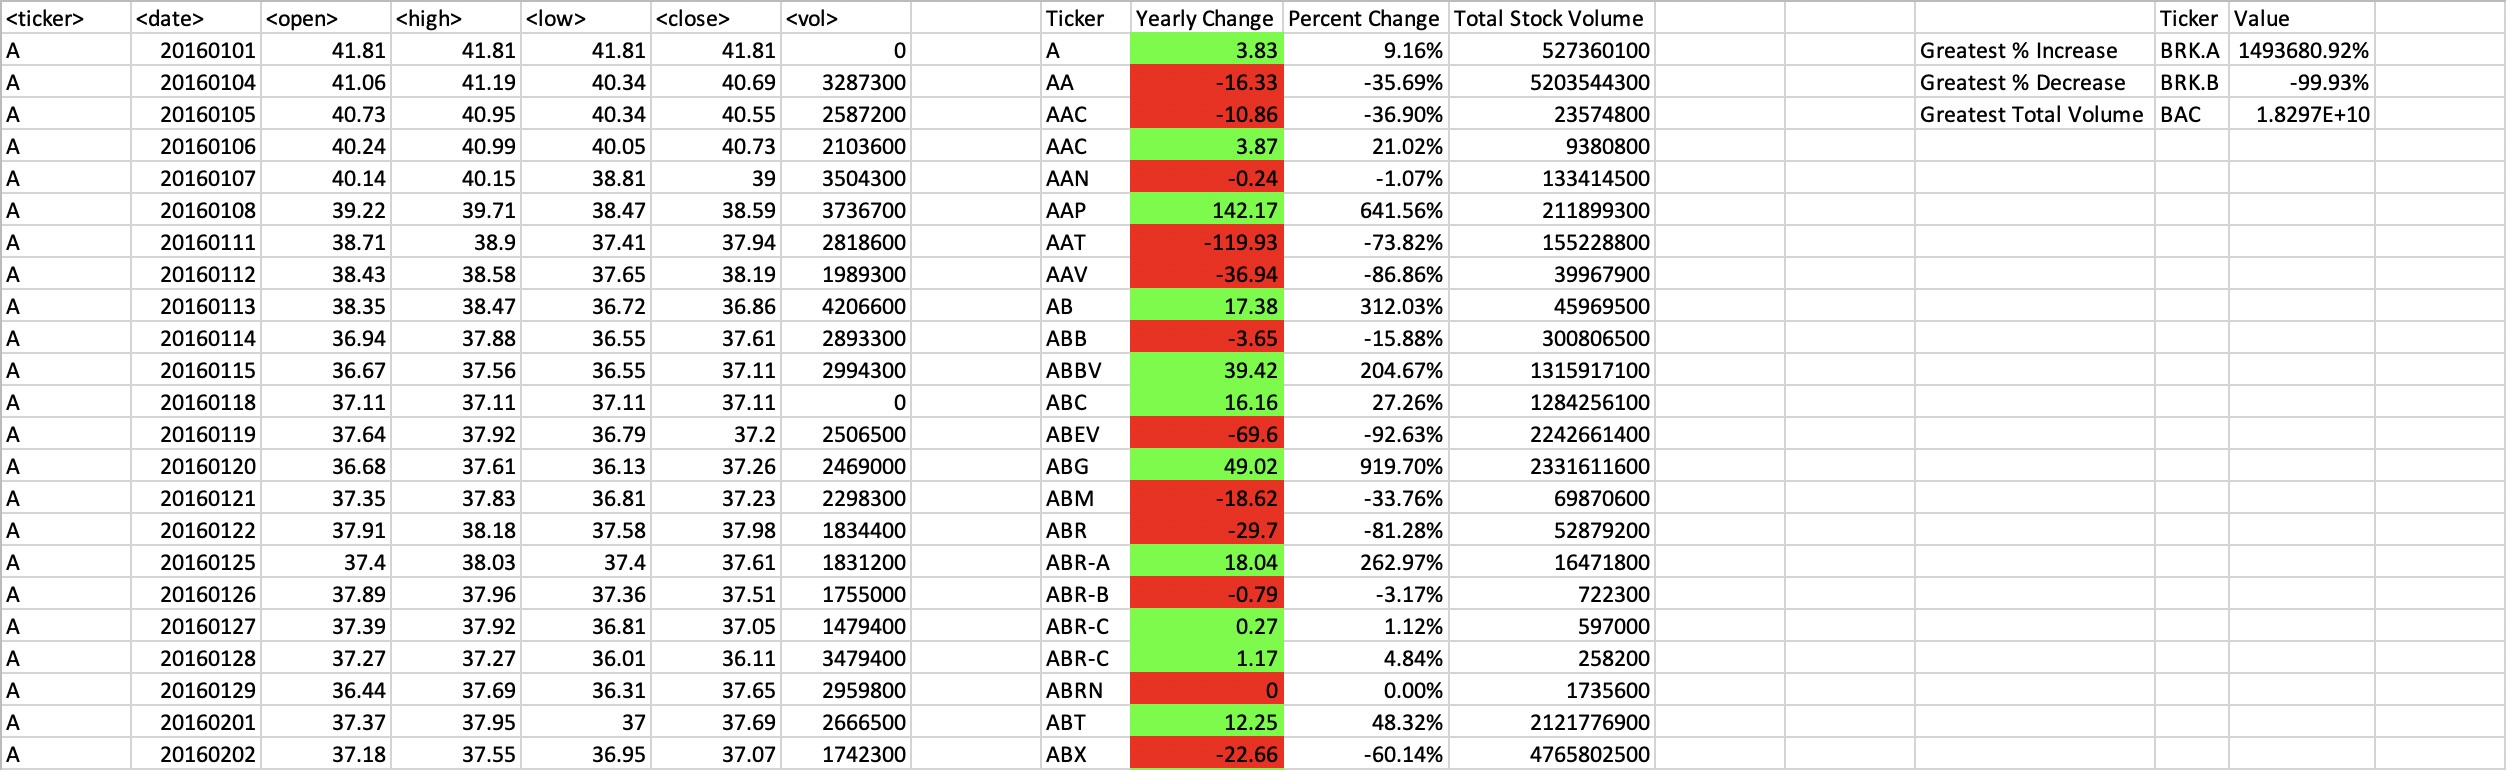 <ticker> <date> <open> <high> <low> <close> <vol> Ticker Yearly Change Percent Change Total Stock Volume Ticker Value
A 20160101 41.81 41.81 41.81 41.81 0 A 3.83 9.16% 527360100 Greatest % Increase BRK.A 1493680.92%
A 20160104 41.06 41.19 40.34 40.69 3287300 AA -16.33 -35.69% 5203544300 Greatest % Decrease BRK.B -99.93%
A 20160105 40.73 40.95 40.34 40.55 2587200 AAC -10.86 -36.90% 23574800 Greatest Total Volume BAC 1.8297E+10
A 20160106 40.24 40.99 40.05 40.73 2103600 AAC 3.87 21.02% 9380800
A 20160107 40.14 40.15 38.81 39 3504300 AAN -0.24 -1.07% 133414500
A 20160108 39.22 39.71 38.47 38.59 3736700 AAP 142.17 641.56% 211899300
A 20160111 38.71 38.9 37.41 37.94 2818600 AAT -119.93 -73.82% 155228800
A 20160112 38.43 38.58 37.65 38.19 1989300 AAV -36.94 -86.86% 39967900
A 20160113 38.35 38.47 36.72 36.86 4206600 AB 17.38 312.03% 45969500
A 20160114 36.94 37.88 36.55 37.61 2893300 ABB -3.65 -15.88% 300806500
A 20160115 36.67 37.56 36.55 37.11 2994300 ABBV 39.42 204.67% 1315917100
A 20160118 37.11 37.11 37.11 37.11 0 ABC 16.16 27.26% 1284256100
A 20160119 37.64 37.92 36.79 37.2 2506500 ABEV -69.6 -92.63% 2242661400
A 20160120 36.68 37.61 36.13 37.26 2469000 ABG 49.02 919.70% 2331611600
A 20160121 37.35 37.83 36.81 37.23 2298300 ABM -18.62 -33.76% 69870600
A 20160122 37.91 38.18 37.58 37.98 1834400 ABR -29.7 -81.28% 52879200
A 20160125 37.4 38.03 37.4 37.61 1831200 ABR-A 18.04 262.97% 16471800
A 20160126 37.89 37.96 37.36 37.51 1755000 ABR-B -0.79 -3.17% 722300
A 20160127 37.39 37.92 36.81 37.05 1479400 ABR-C 0.27 1.12% 597000
A 20160128 37.27 37.27 36.01 36.11 3479400 ABR-C 1.17 4.84% 258200
A 20160129 36.44 37.69 36.31 37.65 2959800 ABRN 0 0.00% 1735600
A 20160201 37.37 37.95 37 37.69 2666500 ABT 12.25 48.32% 2121776900
A 20160202 37.18 37.55 36.95 37.07 1742300 ABX -22.66 -60.14% 4765802500